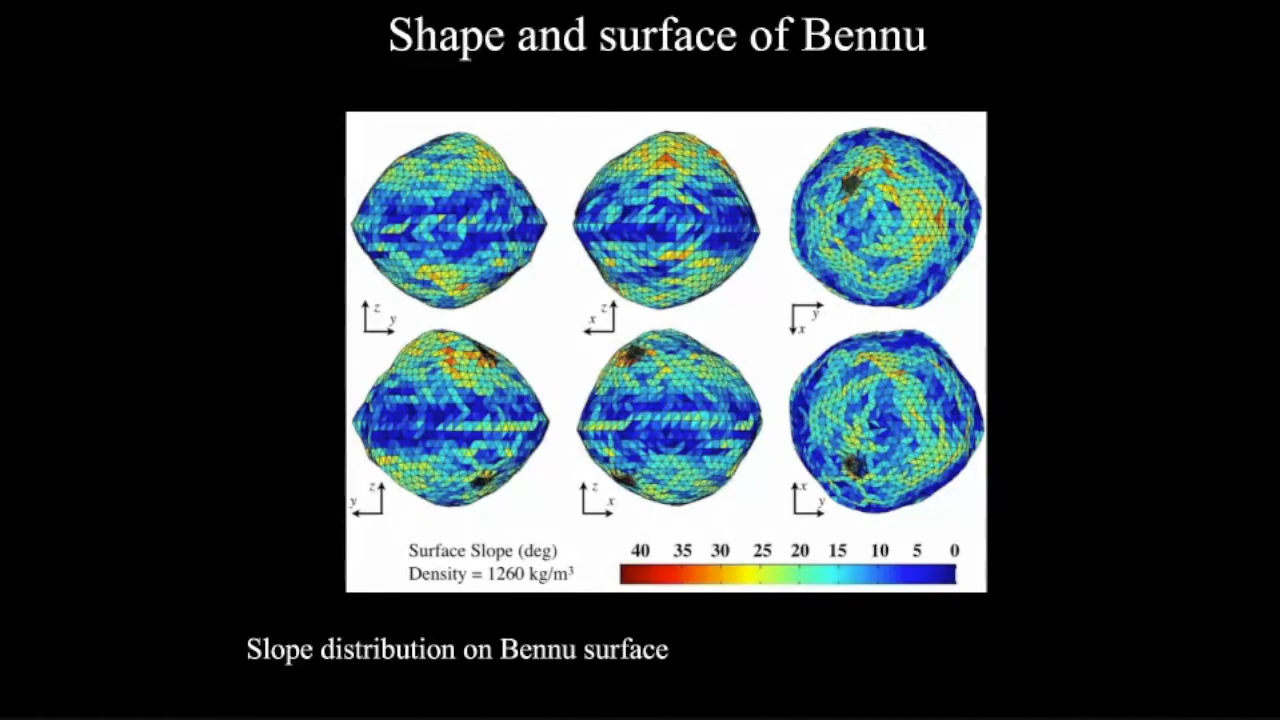 Shape and surface of Bennu
z
y
z
x
y
x
z
y
z
x
x
y
Surface Slope (deg)
40 35 30 25 20 15 10 5 0
Density = 1260 kg/m³
Slope distribution on Bennu surface